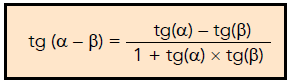 tg (α – β) = tg(α) – tg(β) / 1 + tg(α) × tg(β)